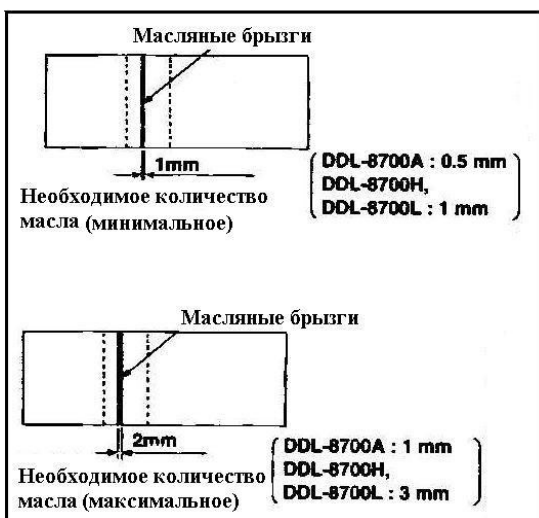 Масляные брызги
1mm
DDL-8700A : 0.5 mm
DDL-8700H,
DDL-8700L : 1 mm
Необходимое количество
масла (минимальное)
Масляные брызги
2mm
DDL-8700A : 1 mm
DDL-8700H,
DDL-8700L : 3 mm
Необходимое количество
масла (максимальное)